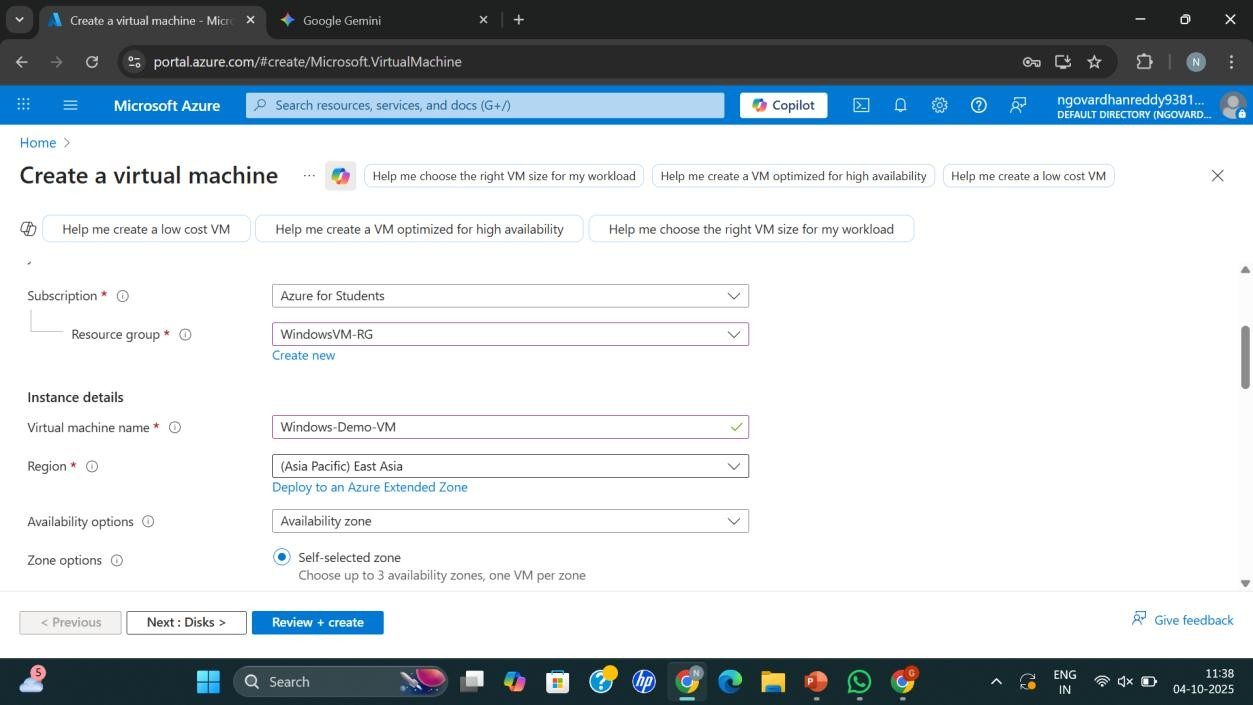 Create a virtual machine - Micro
Google Gemini
portal.azure.com/#create/Microsoft.VirtualMachine
N
Microsoft Azure
Search resources, services, and docs (G+/)
Copilot
ngovardhanreddy9381...
DEFAULT DIRECTORY (NGOVARD...
Home >
Create a virtual machine ...
Help me choose the right VM size for my workload
Help me create a VM optimized for high availability
Help me create a low cost VM
Help me create a low cost VM
Help me create a VM optimized for high availability
Help me choose the right VM size for my workload
Subscription *
Azure for Students
Resource group *
WindowsVM-RG
Create new
Instance details
Virtual machine name *
Windows-Demo-VM
Region *
(Asia Pacific) East Asia
Deploy to an Azure Extended Zone
Availability options
Availability zone
Zone options
Self-selected zone
Choose up to 3 availability zones, one VM per zone
< Previous
Next : Disks >
Review + create
Give feedback
5
Search
hp
N
P
G
ENG
IN
11:38
04-10-2025